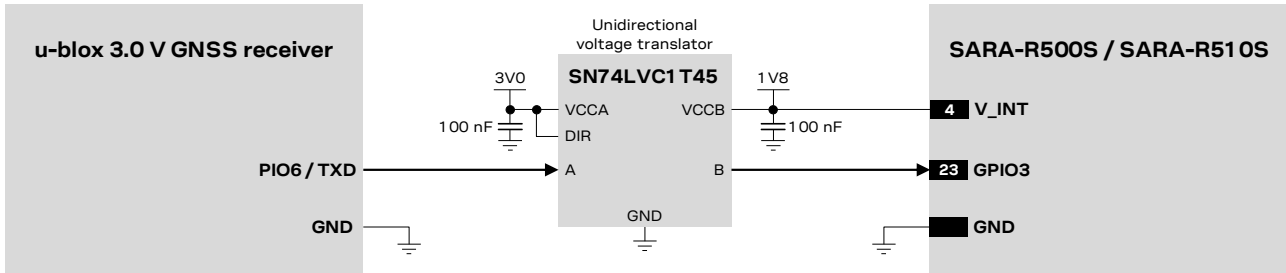 Unidirectional
voltage translator
u-blox 3.0 V GNSS receiver
SN74LVC1T45
SARA-R500S / SARA-R510S
3V0
1V8
VCCA
VCCB
4 V_INT
100 nF
100 nF
DIR
PIO6 / TXD
A
B
23 GPIO3
GND
GND
GND